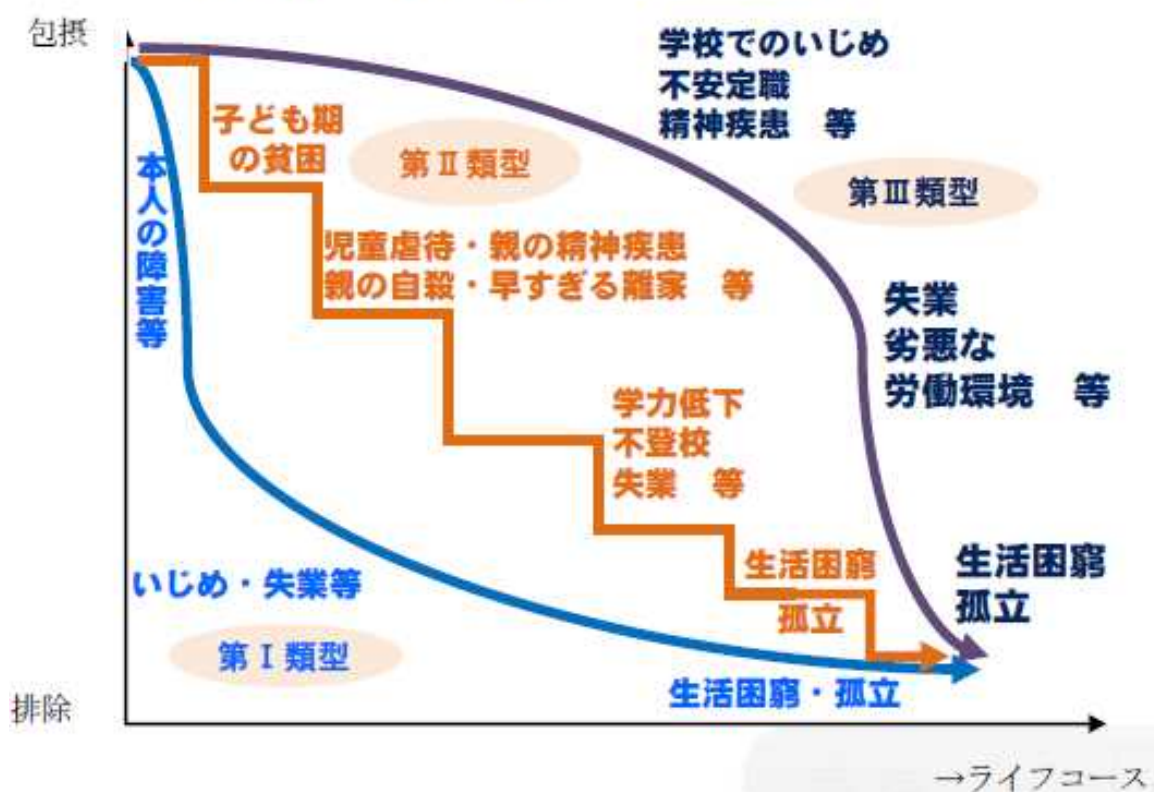 包摂
学校でのいじめ
不安定職
精神疾患　等
子ども期
の貧困
第Ⅱ類型
第Ⅲ類型
本人の障害等
児童虐待・親の精神疾患
親の自殺・早すぎる離家　等
失業
劣悪な
労働環境　等
学力低下
不登校
失業　等
生活困窮
孤立
生活困窮
孤立
いじめ・失業等
第Ⅰ類型
生活困窮・孤立
排除
→ライフコース